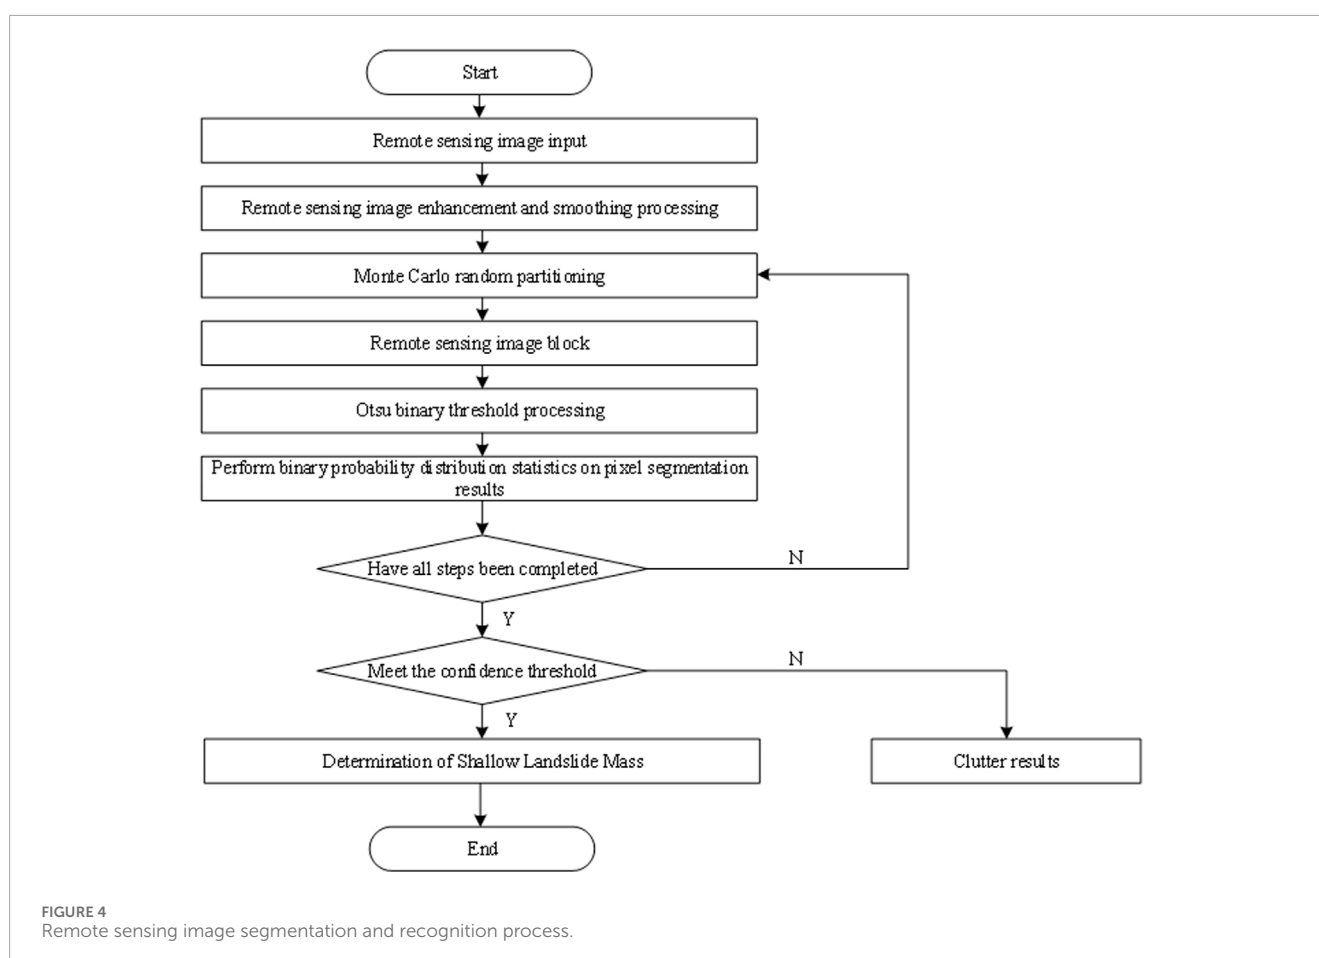 Start
Remote sensing image input
Remote sensing image enhancement and smoothing processing
Monte Carlo random partitioning
Remote sensing image block
Otsu binary threshold processing
Perform binary probability distribution statistics on pixel segmentation
results
Have all steps been completed
N
Y
Meet the confidence threshold
N
Y
Determination of Shallow Landslide Mass
Clutter results
End
FIGURE 4
Remote sensing image segmentation and recognition process.